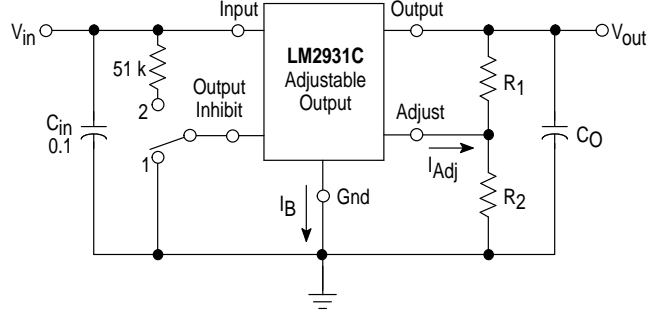 Input
Output
Vin
Vout
LM2931C
Adjustable
Output
51 k
R1
Output
Inhibit
Adjust
2
Cin
0.1
CO
1
IAdj
IB
Gnd
R2